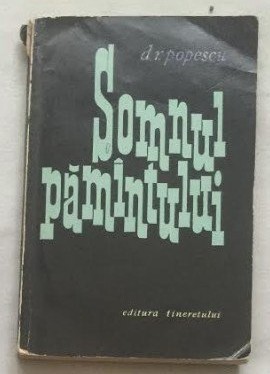 d.r.popescu
Somnul
pămîntului
editura tineretului